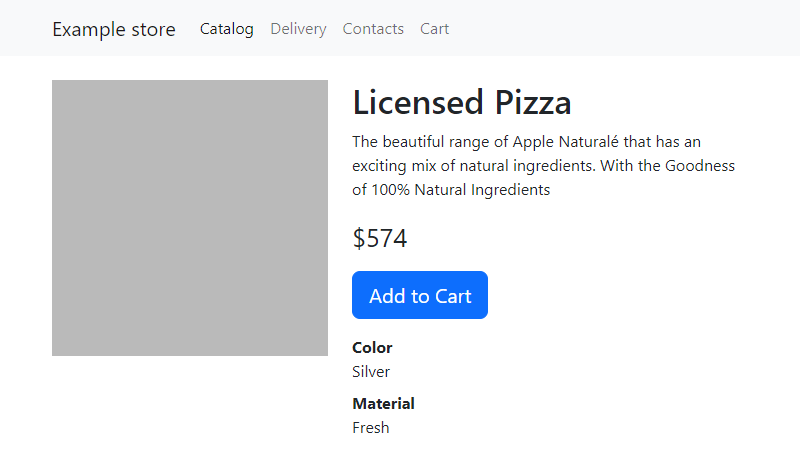 Example store Catalog Delivery Contacts Cart
Licensed Pizza
The beautiful range of Apple Naturalé that has an
exciting mix of natural ingredients. With the Goodness
of 100% Natural Ingredients
$574
Add to Cart
Color
Silver
Material
Fresh